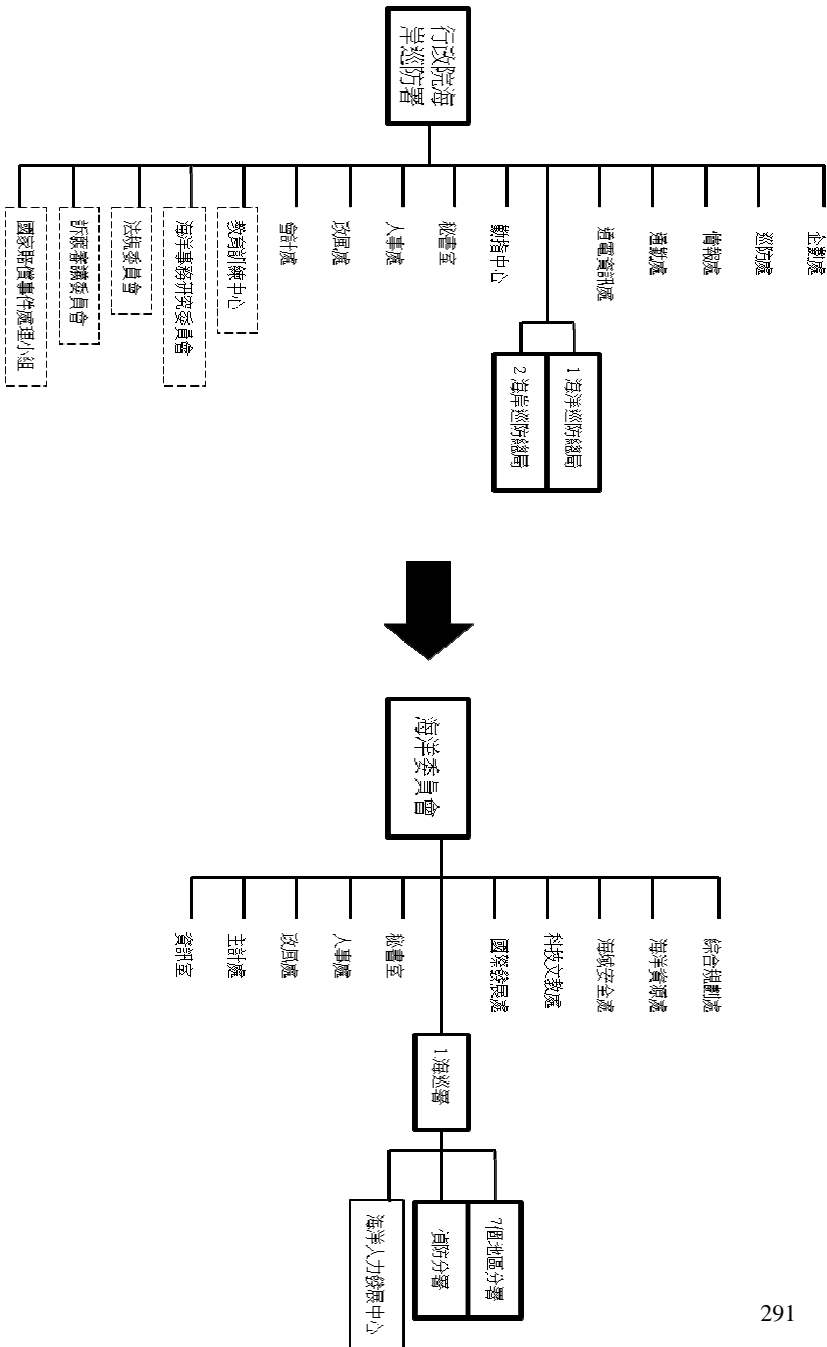 行政院海
岸巡防署
企劃處
巡防處
情報處
後勤處
通電資訊處
1 海洋巡防總局
2 海岸巡防總局
勤指中心
秘書室
人事處
政風處
會計處
教育訓練中心
海洋事務研究委員會
法規委員會
訴願審議委員會
國家賠償事件處理小組
海洋委員會
綜合規劃處
海洋資源處
海域安全處
科技文教處
國際發展處
1 海巡署
7個地區分署
偵防分署
海洋人力發展中心
秘書室
人事處
政風處
主計處
資訊室
291